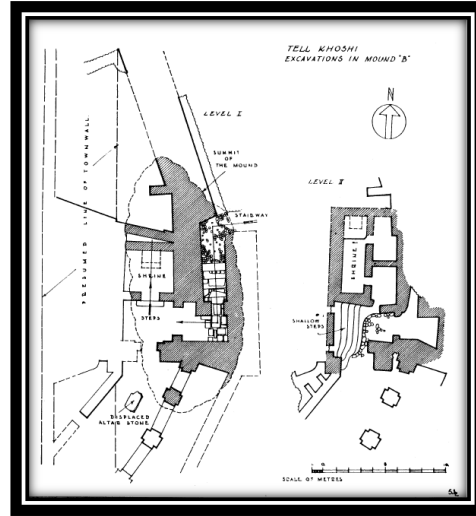 TELL KHOSHI
EXCAVATIONS IN MOUND "B"
N
LEVEL I
SUMMIT
OF
THE MOUND
STAIRWAY
PRESUMED LINE OF TOWN WALL
SHRINE
STEPS
DISPLACED
ALTAR STONE
LEVEL II
SHRINE
SHALLOW
STEPS
SCALE OF METRES